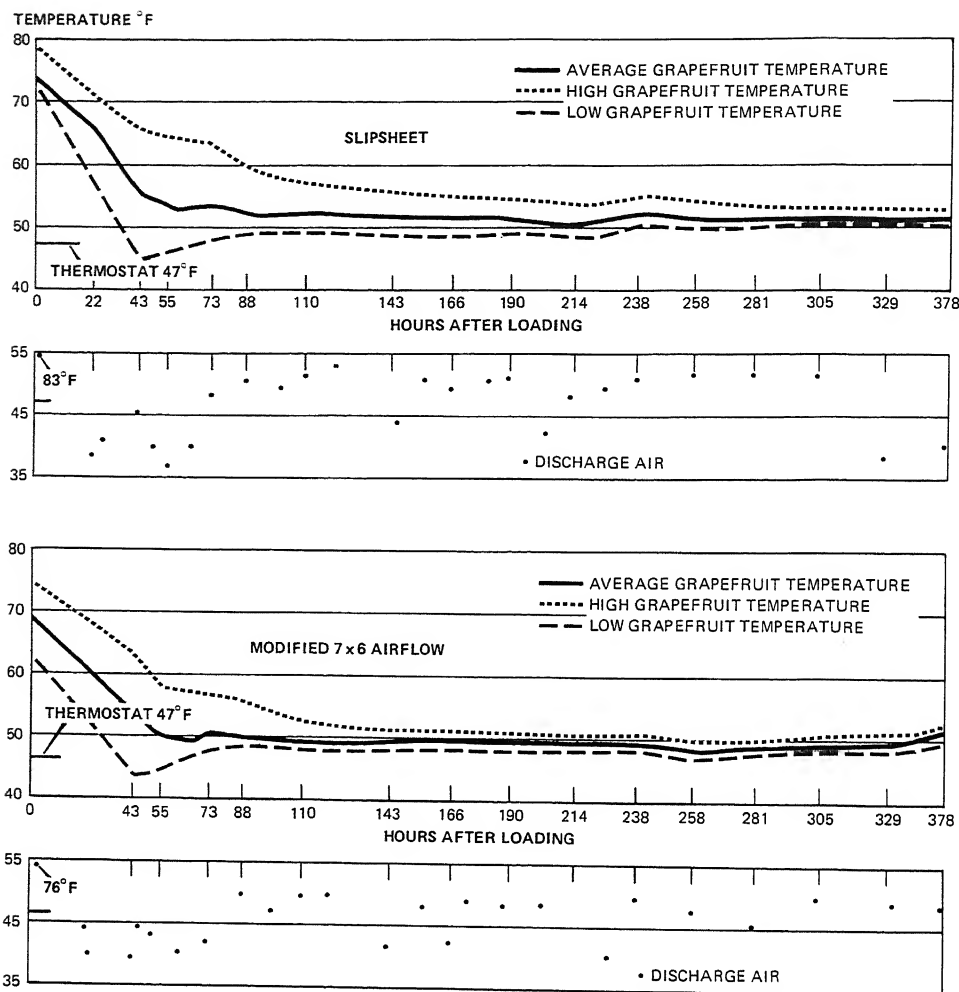 TEMPERATURE °F
80
AVERAGE GRAPEFRUIT TEMPERATURE
HIGH GRAPEFRUIT TEMPERATURE
LOW GRAPEFRUIT TEMPERATURE
70
SLIPSHEET
60
50
THERMOSTAT 47°F
40
0 22 43 55 73 88 110 143 166 190 214 238 258 281 305 329 378
HOURS AFTER LOADING
55
83°F
45
• DISCHARGE AIR
35
80
AVERAGE GRAPEFRUIT TEMPERATURE
HIGH GRAPEFRUIT TEMPERATURE
LOW GRAPEFRUIT TEMPERATURE
70
MODIFIED 7 x 6 AIRFLOW
60
THERMOSTAT 47°F
50
40
0 43 55 73 88 110 143 166 190 214 238 258 281 305 329 378
HOURS AFTER LOADING
55
76°F
45
• DISCHARGE AIR
35